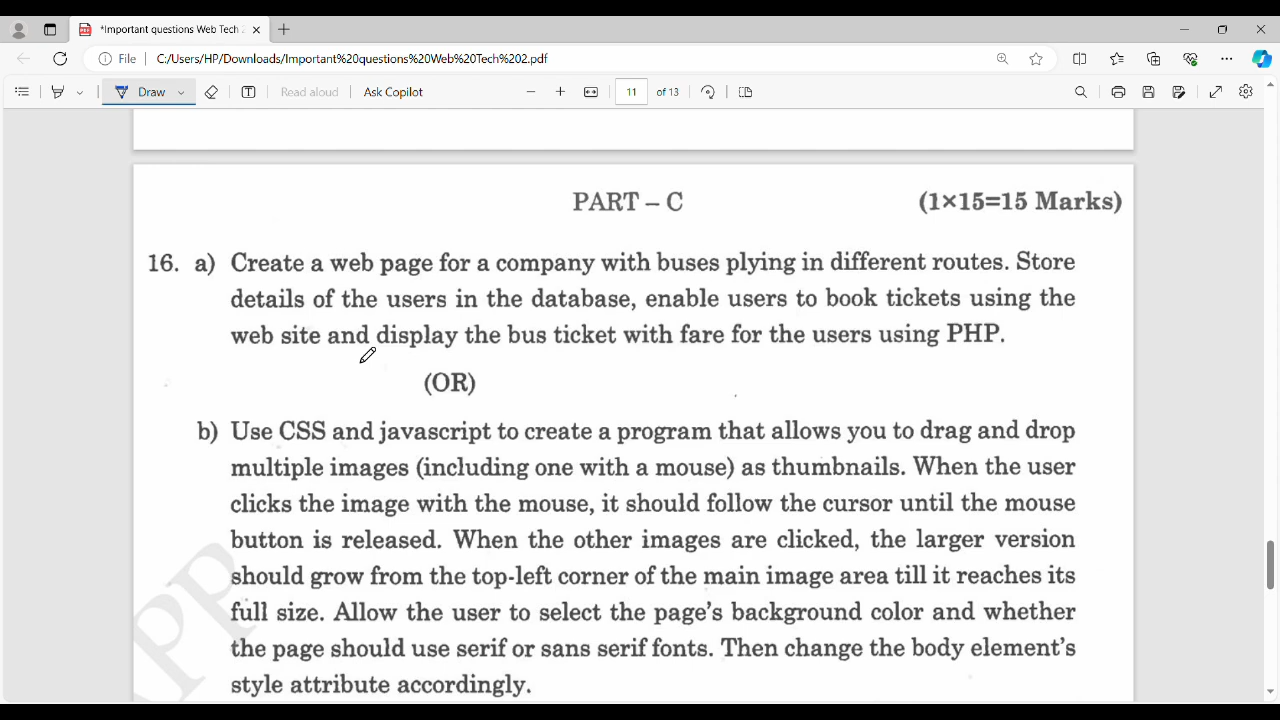 *Important questions Web Tech 2
File
C:/Users/HP/Downloads/Important%20questions%20Web%20Tech%202.pdf
Draw
Read aloud
Ask Copilot
11
of 13
PART – C
(1×15=15 Marks)
16. a) Create a web page for a company with buses plying in different routes. Store
details of the users in the database, enable users to book tickets using the
web site and display the bus ticket with fare for the users using PHP.
(OR)
b) Use CSS and javascript to create a program that allows you to drag and drop
multiple images (including one with a mouse) as thumbnails. When the user
clicks the image with the mouse, it should follow the cursor until the mouse
button is released. When the other images are clicked, the larger version
should grow from the top-left corner of the main image area till it reaches its
full size. Allow the user to select the page's background color and whether
the page should use serif or sans serif fonts. Then change the body element's
style attribute accordingly.